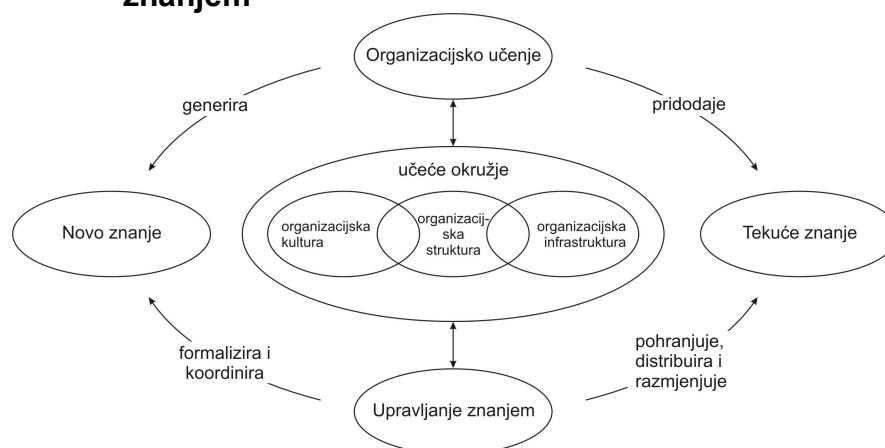 znanjem
Organizacijsko učenje
generira
pridodaje
učeće okružje
organizacijska
kultura
organizacij-
ska
struktura
organizacijska
infrastruktura
Novo znanje
Tekuće znanje
formalizira i
koordinira
pohranjuje,
distribuira i
razmjenjuje
Upravljanje znanjem